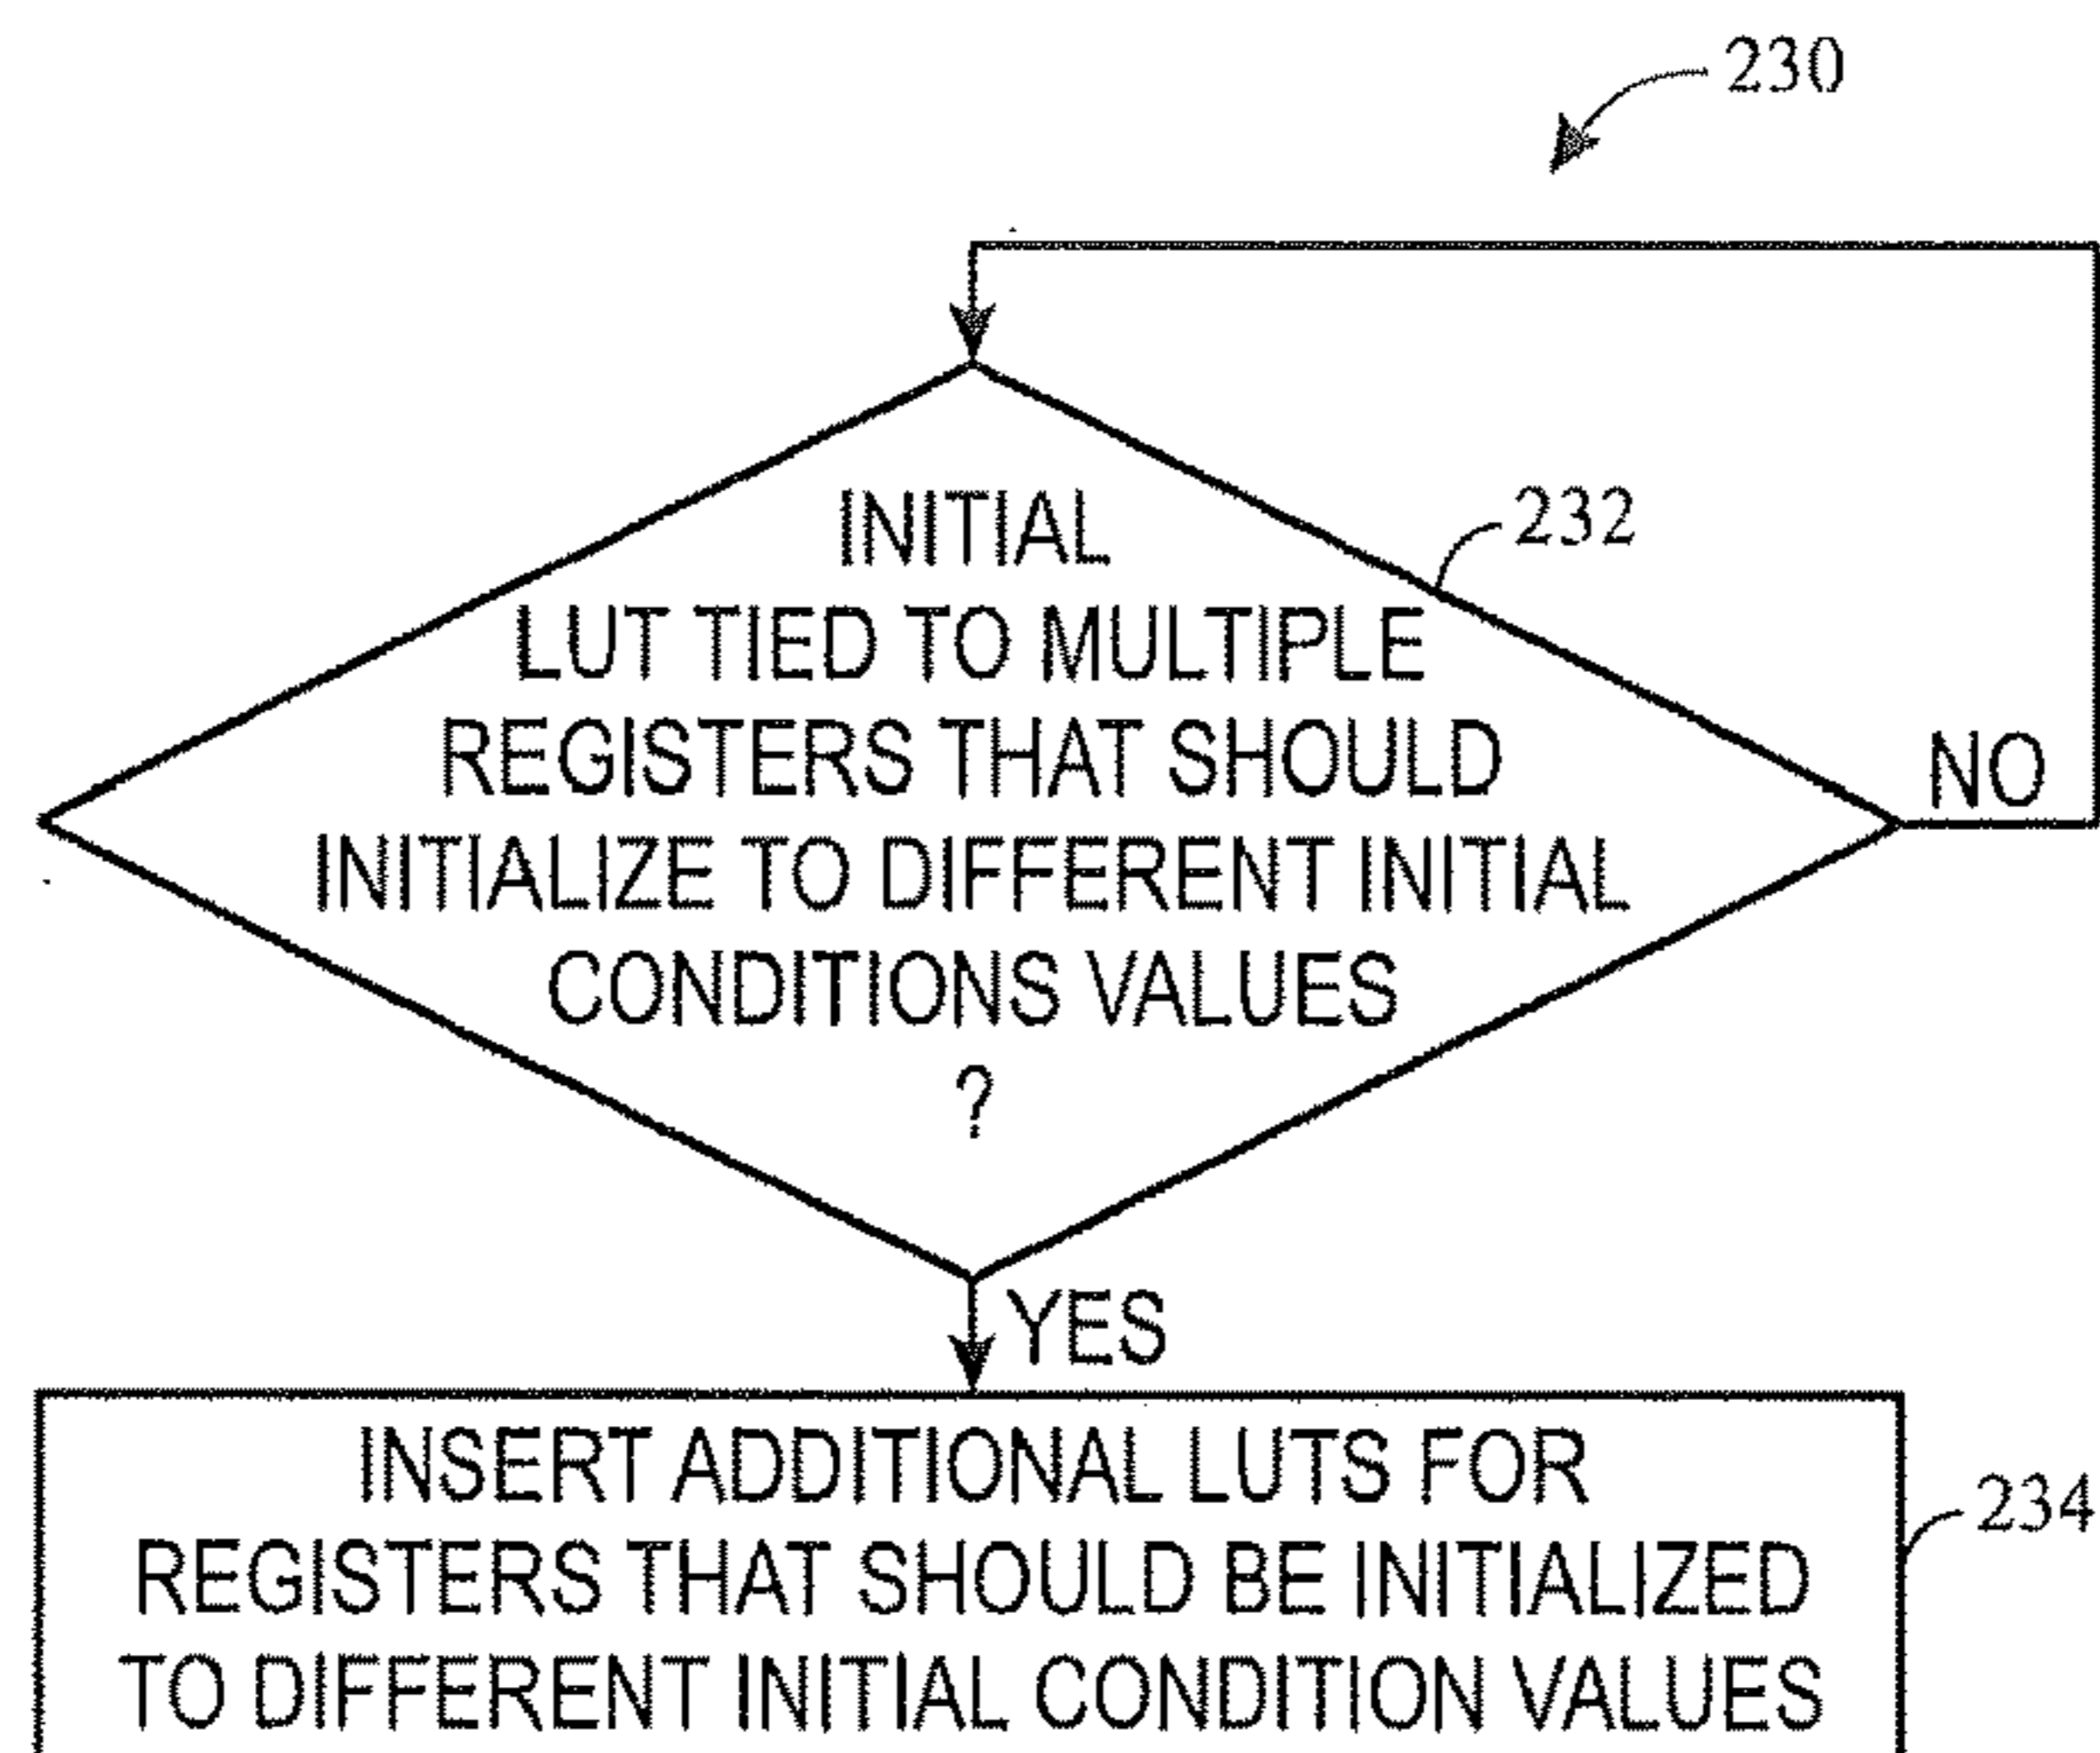 230
INITIAL
232
LUT TIED TO MULTIPLE
REGISTERS THAT SHOULD
NO
INITIALIZE TO DIFFERENT INITIAL
CONDITIONS VALUES
?
YES
INSERT ADDITIONAL LUTS FOR
234
REGISTERS THAT SHOULD BE INITIALIZED
TO DIFFERENT INITIAL CONDITION VALUES